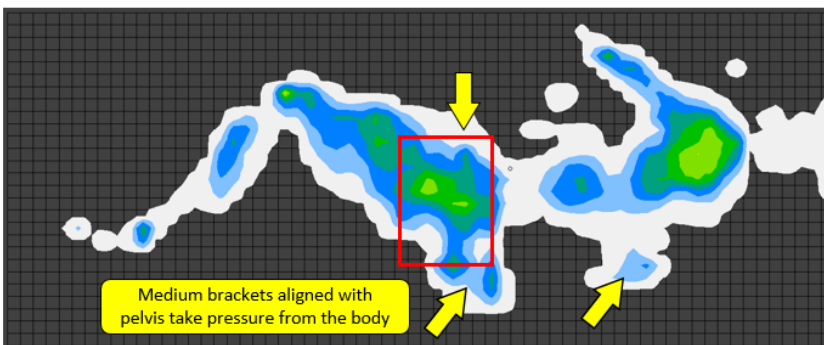 Medium brackets aligned with
pelvis take pressure from the body